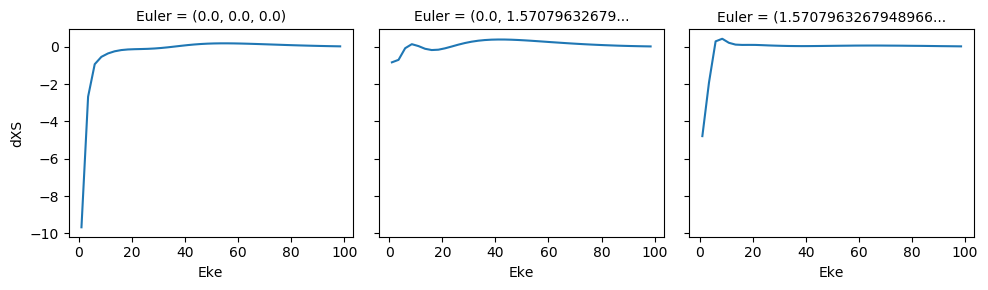 Euler = (0.0, 0.0, 0.0)
Euler = (0.0, 1.57079632679...
Euler = (1.5707963267948966...
dXS
0
−2
−4
−6
−8
−10
0 20 40 60 80 100
0 20 40 60 80 100
0 20 40 60 80 100
Eke
Eke
Eke